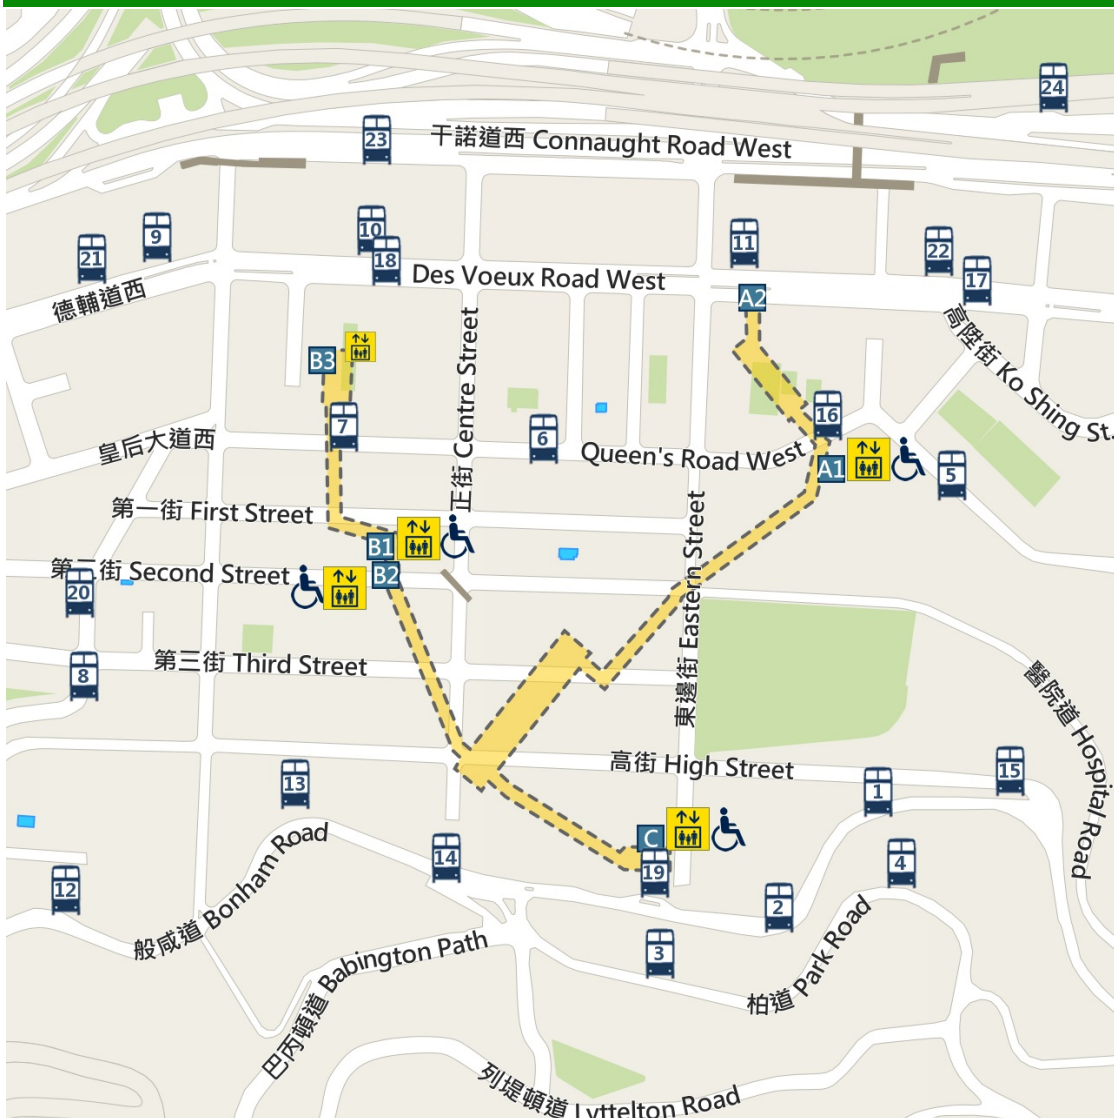 24
23
干諾道西 Connaught Road West
10
9
11
22
21
18
17
Des Voeux Road West
德輔道西
A2
高陞街 Ko Shing St.
正街 Centre Street
B3
7
16
6
皇后大道西
Queen's Road West
A1
5
第一街 First Street
東邊街 Eastern Street
B1
B2
第二街 Second Street
20
第三街 Third Street
8
醫院道 Hospital Road
高街 High Street
15
13
1
C
14
19
4
12
2
般咸道 Bonham Road
3
柏道 Park Road
巴丙頓道 Babington Path
列堤頓道 Lyttelton Road